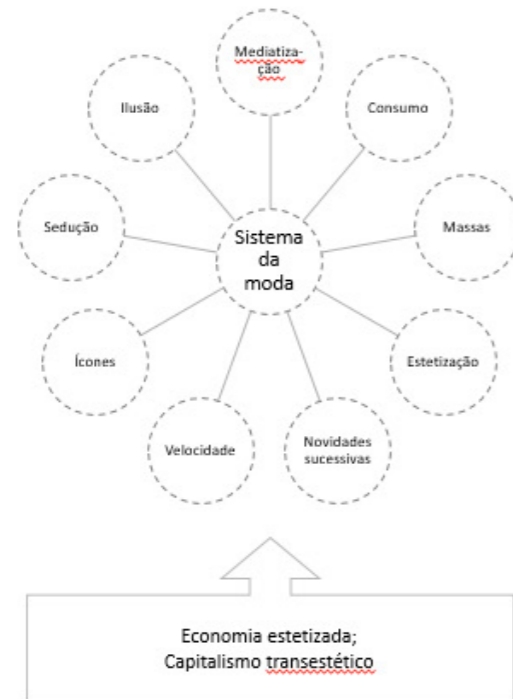 Mediatiza-
ção
Consumo
Massas
Estetização
Novidades
sucessivas
Velocidade
Ícones
Sedução
Ilusão
Sistema
da
moda
Economia estetizada;
Capitalismo transestético